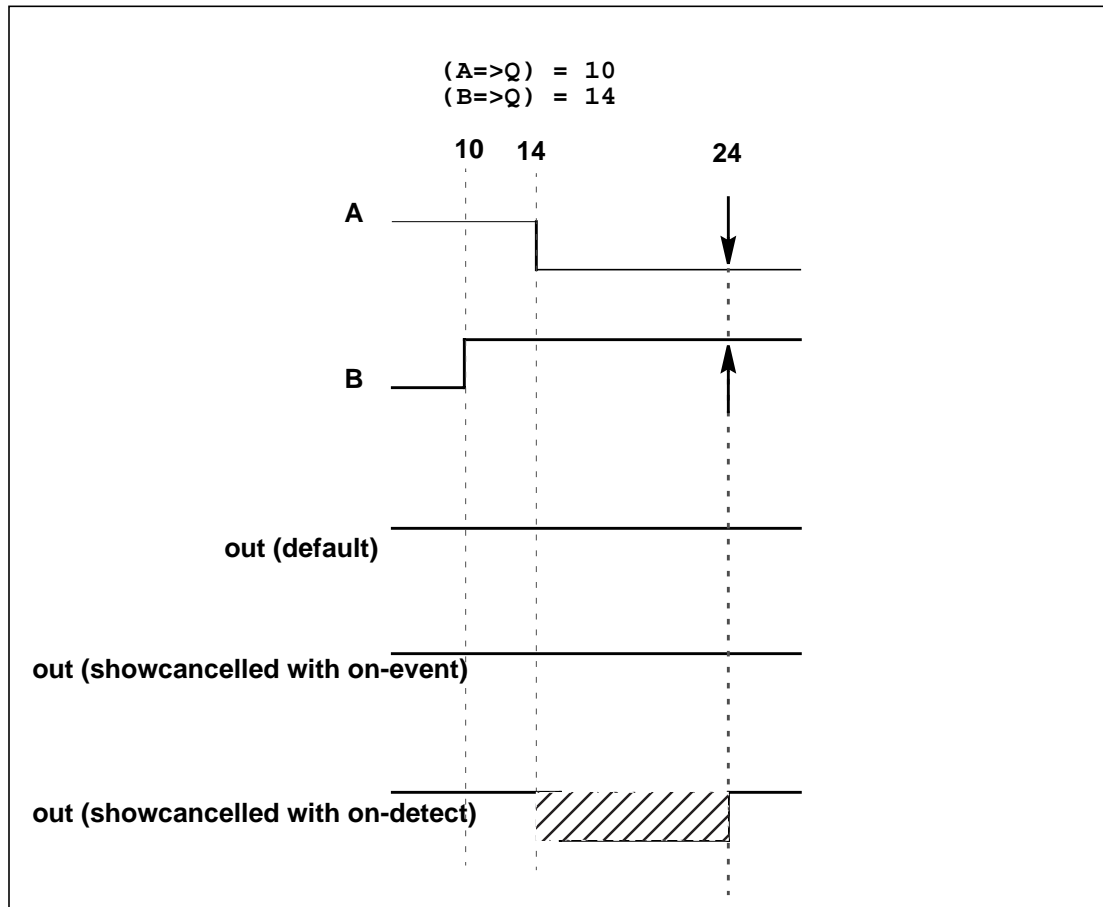 (A=>Q) = 10
(B=>Q) = 14
10 14 24
A
B
out (default)
out (showcancelled with on-event)
out (showcancelled with on-detect)